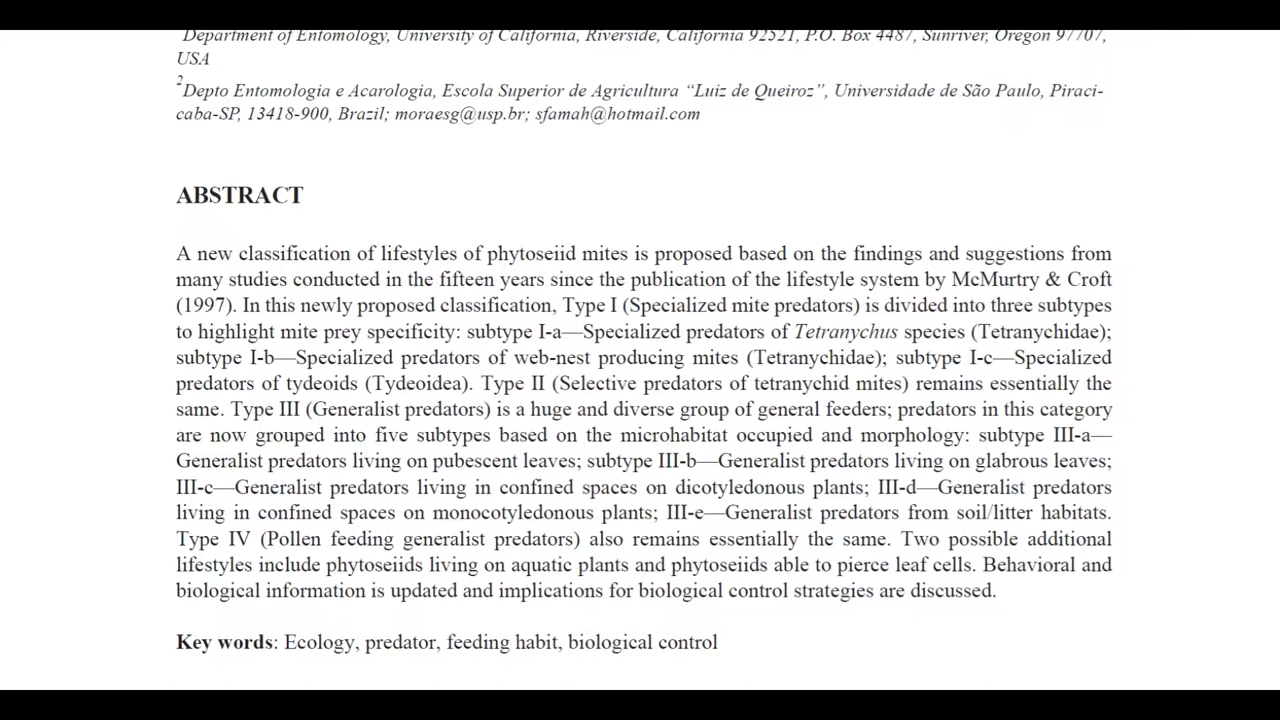 ¹Department of Entomology, University of California, Riverside, California 92521, P.O. Box 4487, Sunriver, Oregon 97707,
USA
²Depto Entomologia e Acarologia, Escola Superior de Agricultura “Luiz de Queiroz”, Universidade de São Paulo, Piraci-
caba-SP, 13418-900, Brazil; moraesg@usp.br; sfamah@hotmail.com
ABSTRACT
A new classification of lifestyles of phytoseiid mites is proposed based on the findings and suggestions from
many studies conducted in the fifteen years since the publication of the lifestyle system by McMurtry & Croft
(1997). In this newly proposed classification, Type I (Specialized mite predators) is divided into three subtypes
to highlight mite prey specificity: subtype I-a—Specialized predators of Tetranychus species (Tetranychidae);
subtype I-b—Specialized predators of web-nest producing mites (Tetranychidae); subtype I-c—Specialized
predators of tydeoids (Tydeoidea). Type II (Selective predators of tetranychid mites) remains essentially the
same. Type III (Generalist predators) is a huge and diverse group of general feeders; predators in this category
are now grouped into five subtypes based on the microhabitat occupied and morphology: subtype III-a—
Generalist predators living on pubescent leaves; subtype III-b—Generalist predators living on glabrous leaves;
III-c—Generalist predators living in confined spaces on dicotyledonous plants; III-d—Generalist predators
living in confined spaces on monocotyledonous plants; III-e—Generalist predators from soil/litter habitats.
Type IV (Pollen feeding generalist predators) also remains essentially the same. Two possible additional
lifestyles include phytoseiids living on aquatic plants and phytoseiids able to pierce leaf cells. Behavioral and
biological information is updated and implications for biological control strategies are discussed.
Key words: Ecology, predator, feeding habit, biological control